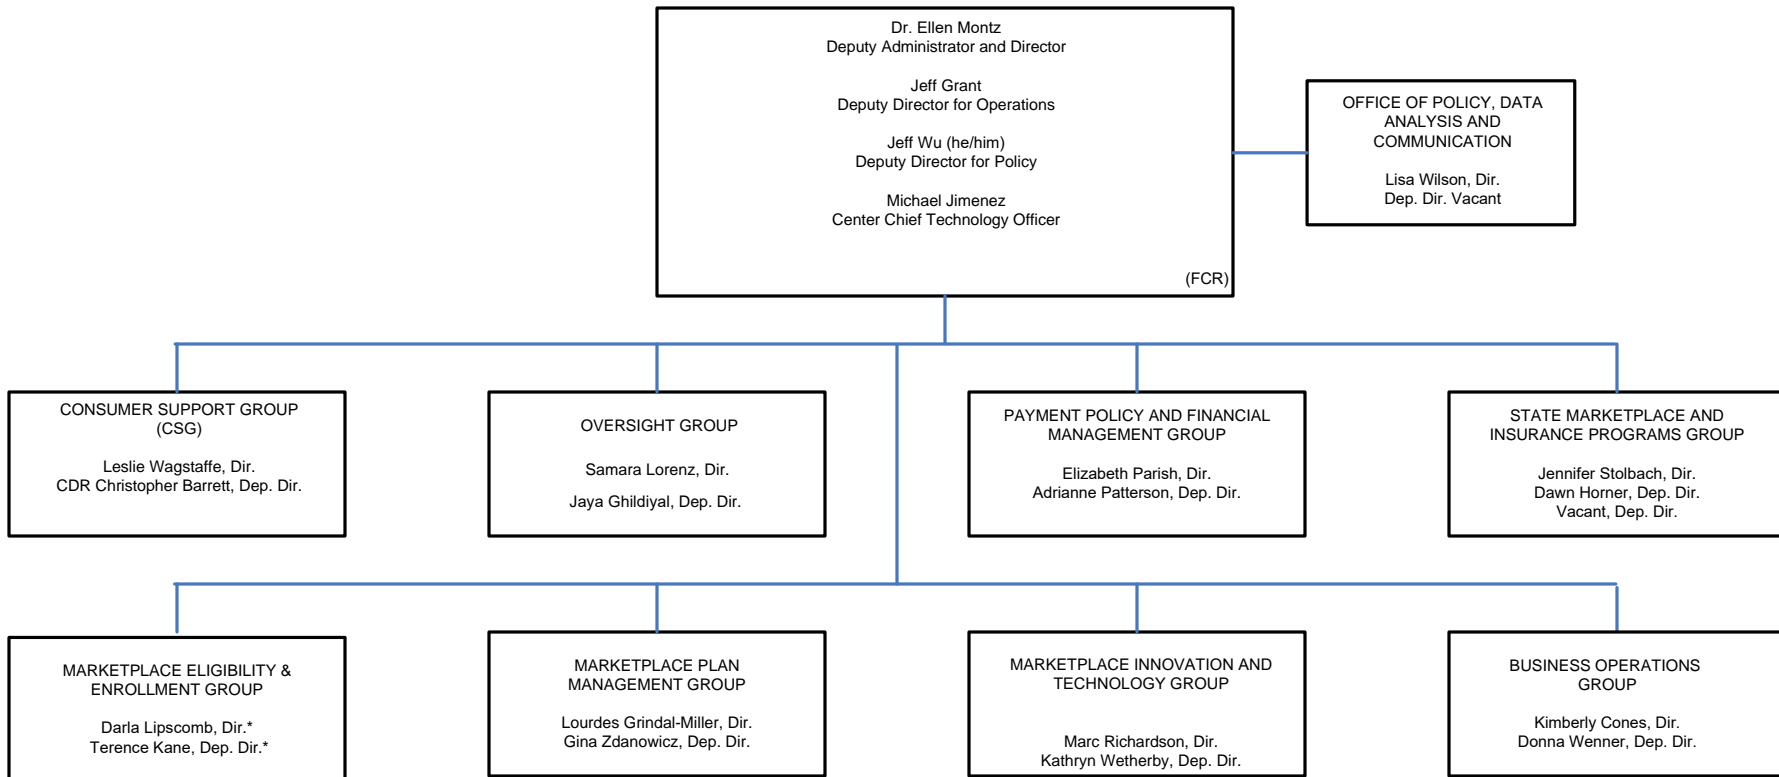 Dr. Ellen Montz
Deputy Administrator and Director
Jeff Grant
Deputy Director for Operations
Jeff Wu (he/him)
Deputy Director for Policy
Michael Jimenez
Center Chief Technology Officer
(FCR)
OFFICE OF POLICY, DATA
ANALYSIS AND
COMMUNICATION
Lisa Wilson, Dir.
Dep. Dir. Vacant
CONSUMER SUPPORT GROUP
(CSG)
Leslie Wagstaffe, Dir.
CDR Christopher Barrett, Dep. Dir.
OVERSIGHT GROUP
Samara Lorenz, Dir.
Jaya Ghildiyal, Dep. Dir.
PAYMENT POLICY AND FINANCIAL
MANAGEMENT GROUP
Elizabeth Parish, Dir.
Adrianne Patterson, Dep. Dir.
STATE MARKETPLACE AND
INSURANCE PROGRAMS GROUP
Jennifer Stolbach, Dir.
Dawn Horner, Dep. Dir.
Vacant, Dep. Dir.
MARKETPLACE ELIGIBILITY &
ENROLLMENT GROUP
Darla Lipscomb, Dir.*
Terence Kane, Dep. Dir.*
MARKETPLACE PLAN
MANAGEMENT GROUP
Lourdes Grindal-Miller, Dir.
Gina Zdanowicz, Dep. Dir.
MARKETPLACE INNOVATION AND
TECHNOLOGY GROUP
Marc Richardson, Dir.
Kathryn Wetherby, Dep. Dir.
BUSINESS OPERATIONS
GROUP
Kimberly Cones, Dir.
Donna Wenner, Dep. Dir.